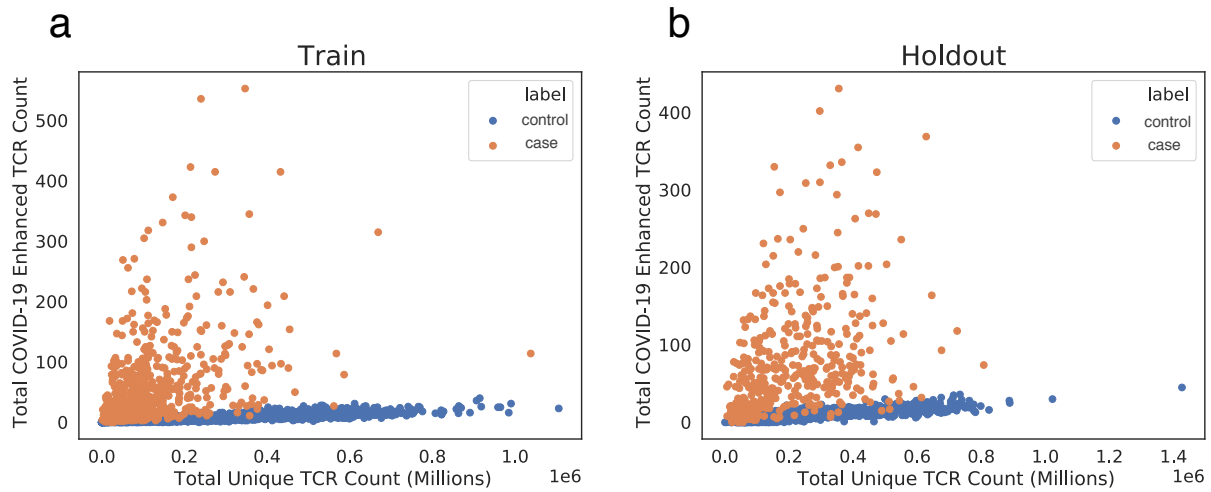 a
Train
Total COVID-19 Enhanced TCR Count
500
400
300
200
100
0
label
control
case
0.0 0.2 0.4 0.6 0.8 1.0
1e6
Total Unique TCR Count (Millions)
b
Holdout
Total COVID-19 Enhanced TCR Count
400
300
200
100
0
label
control
case
0.0 0.2 0.4 0.6 0.8 1.0 1.2 1.4
1e6
Total Unique TCR Count (Millions)